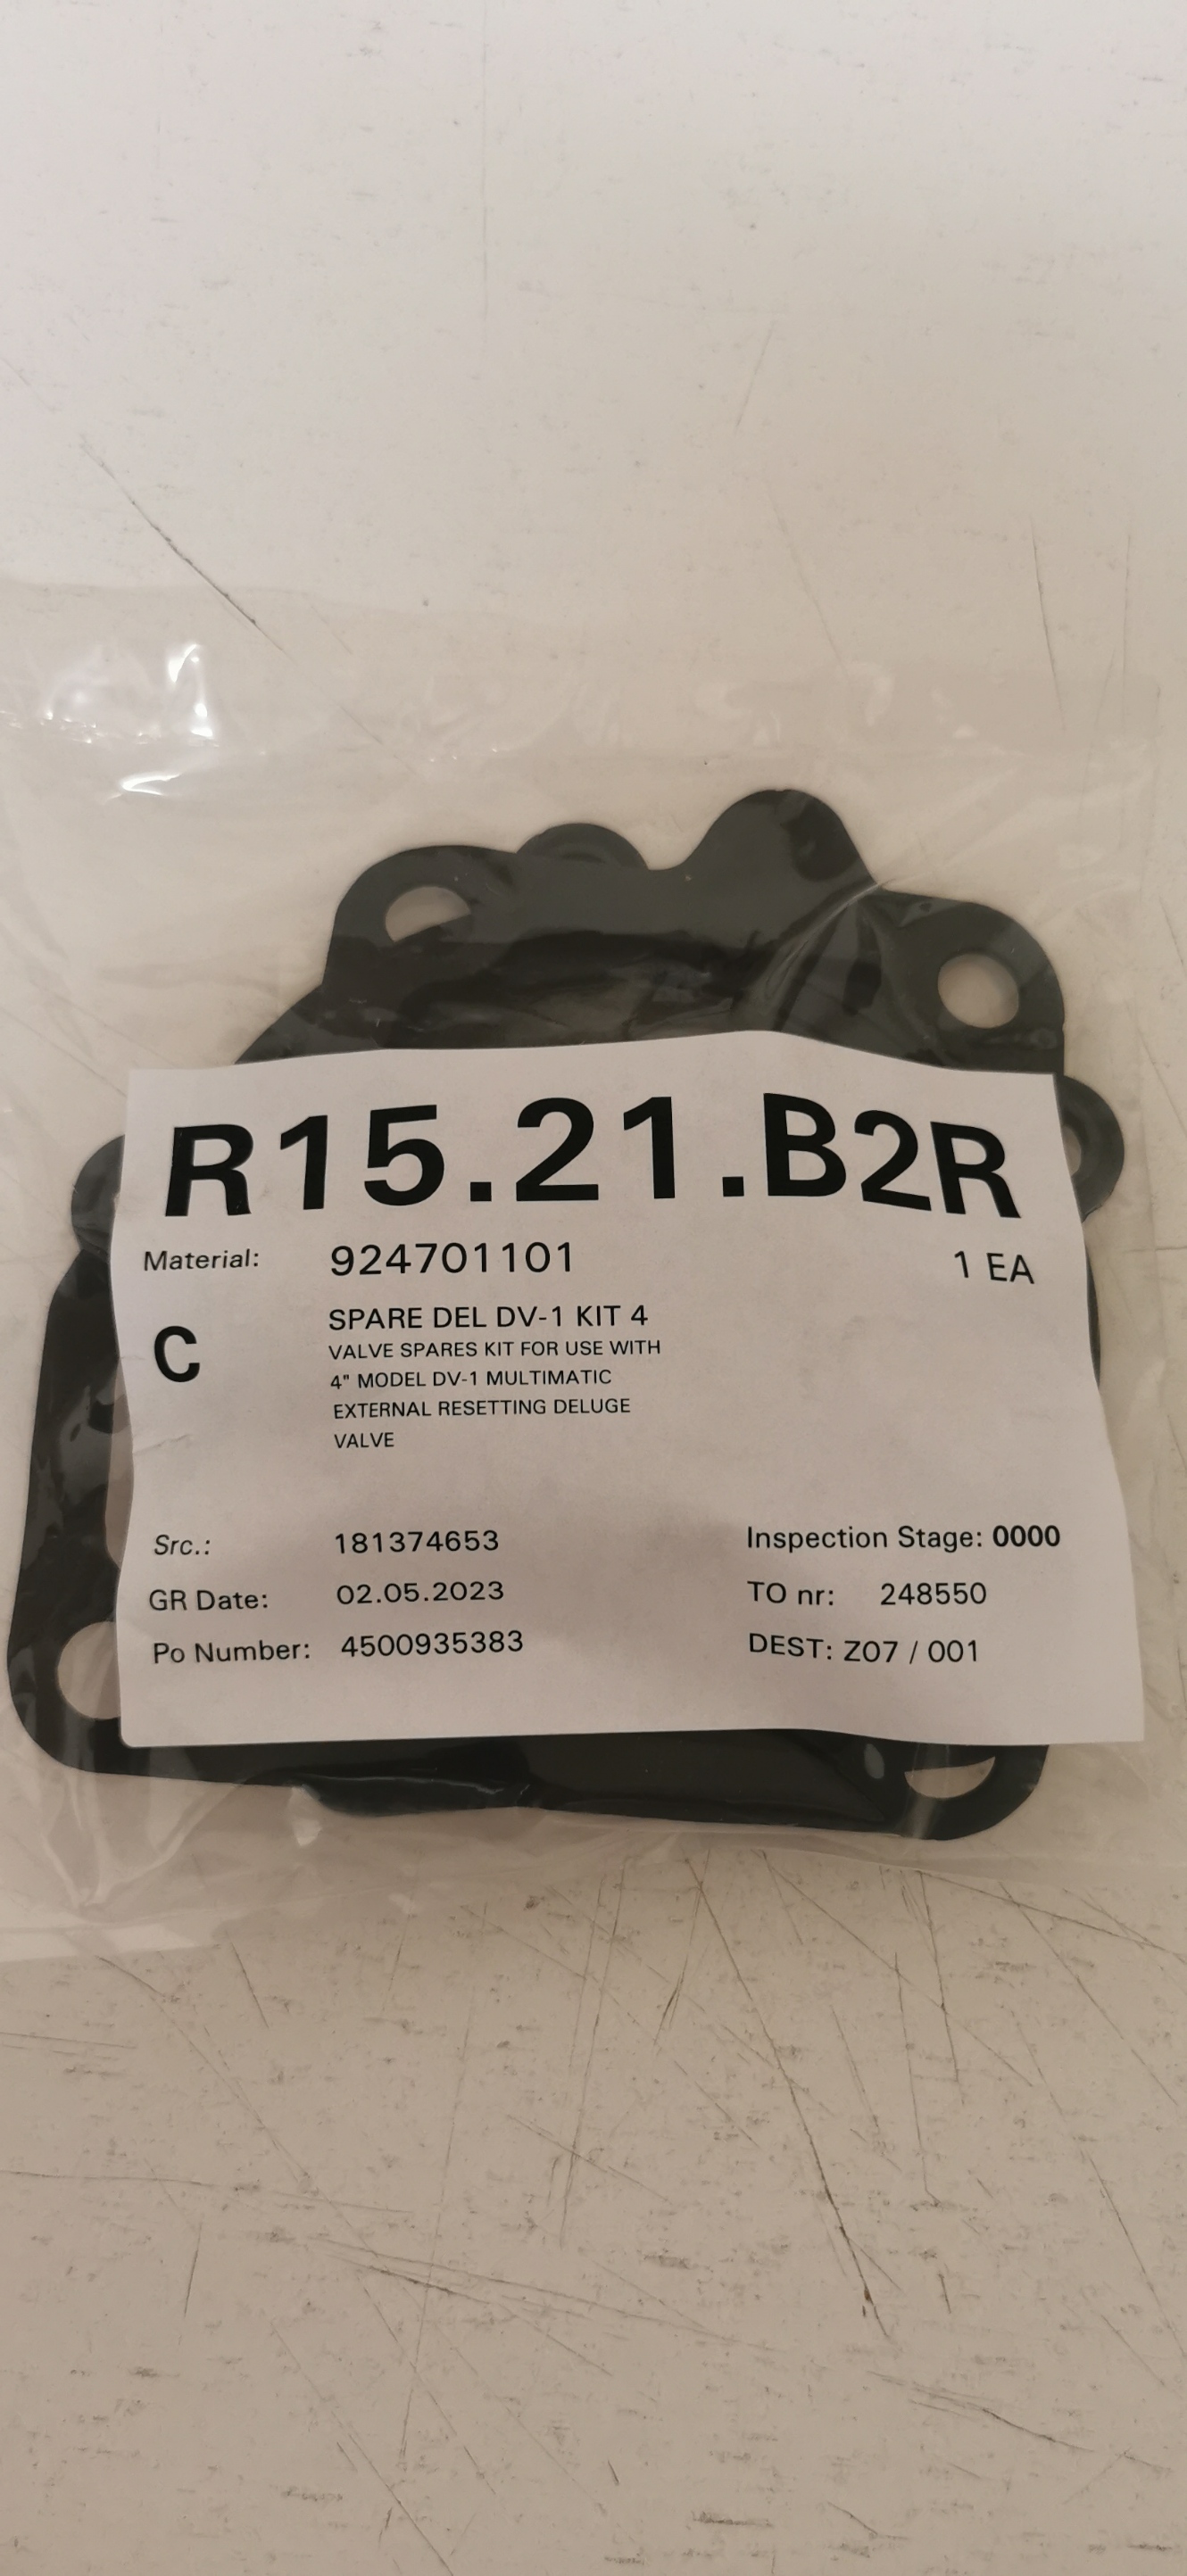 R15.21.B2R
Material: 924701101 1 EA
C SPARE DEL DV-1 KIT 4
VALVE SPARES KIT FOR USE WITH
4" MODEL DV-1 MULTIMATIC
EXTERNAL RESETTING DELUGE
VALVE
Src.: 181374653 Inspection Stage: 0000
GR Date: 02.05.2023 TO nr: 248550
Po Number: 4500935383 DEST: Z07 / 001